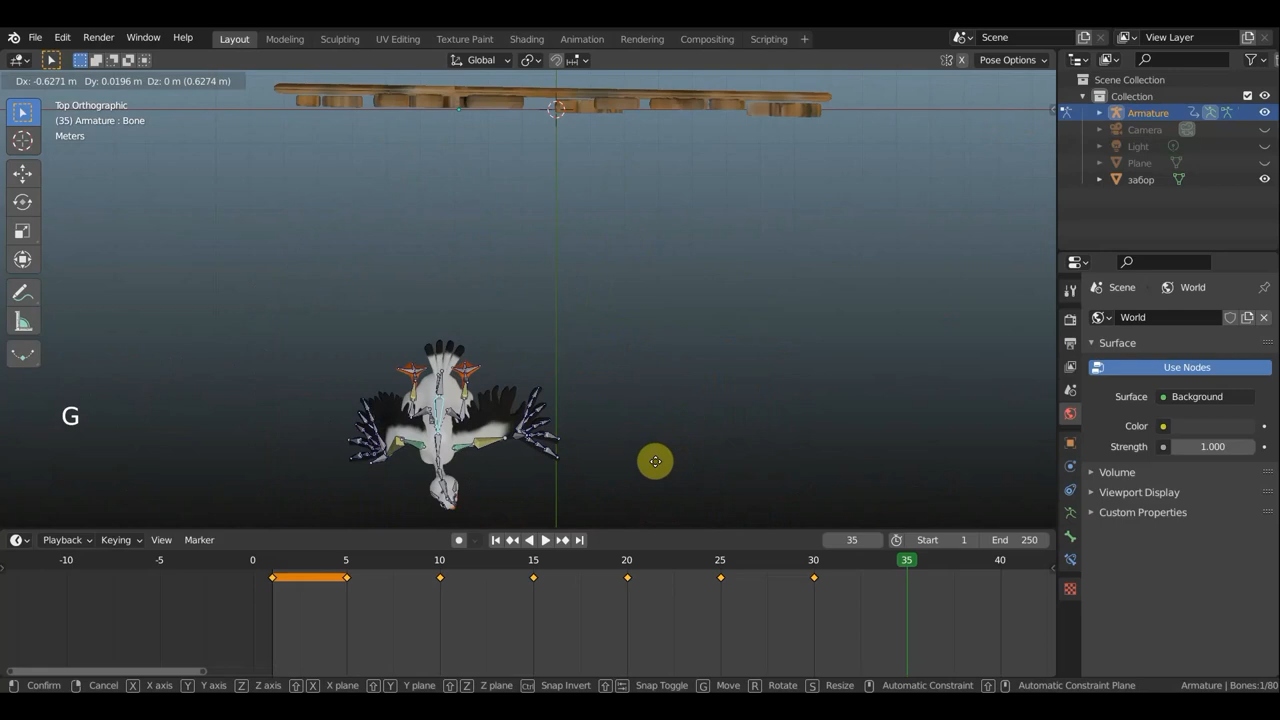 File Edit Render Window Help Layout Modeling Sculpting UV Editing Texture Paint Shading Animation Rendering Compositing Scripting + Scene View Layer
Global X Pose Options
Dx: -0.6271 m Dy: 0.0196 m Dz: 0 m (0.6274 m)
Top Orthographic
(35) Armature : Bone
Meters
Scene Collection
Collection
Armature
Camera
Light
Plane
забор
Scene World
World
Surface
Use Nodes
Surface Background
Color
Strength 1.000
Volume
Viewport Display
Custom Properties
G
Playback Keying View Marker 35 Start 1 End 250
-10 -5 0 5 10 15 20 25 30 35 40
Confirm Cancel X X axis Y Y axis Z Z axis X X plane Y Y plane Z Z plane Ctrl Snap Invert Snap Toggle G Move R Rotate S Resize Automatic Constraint Automatic Constraint Plane Armature | Bones:1/80